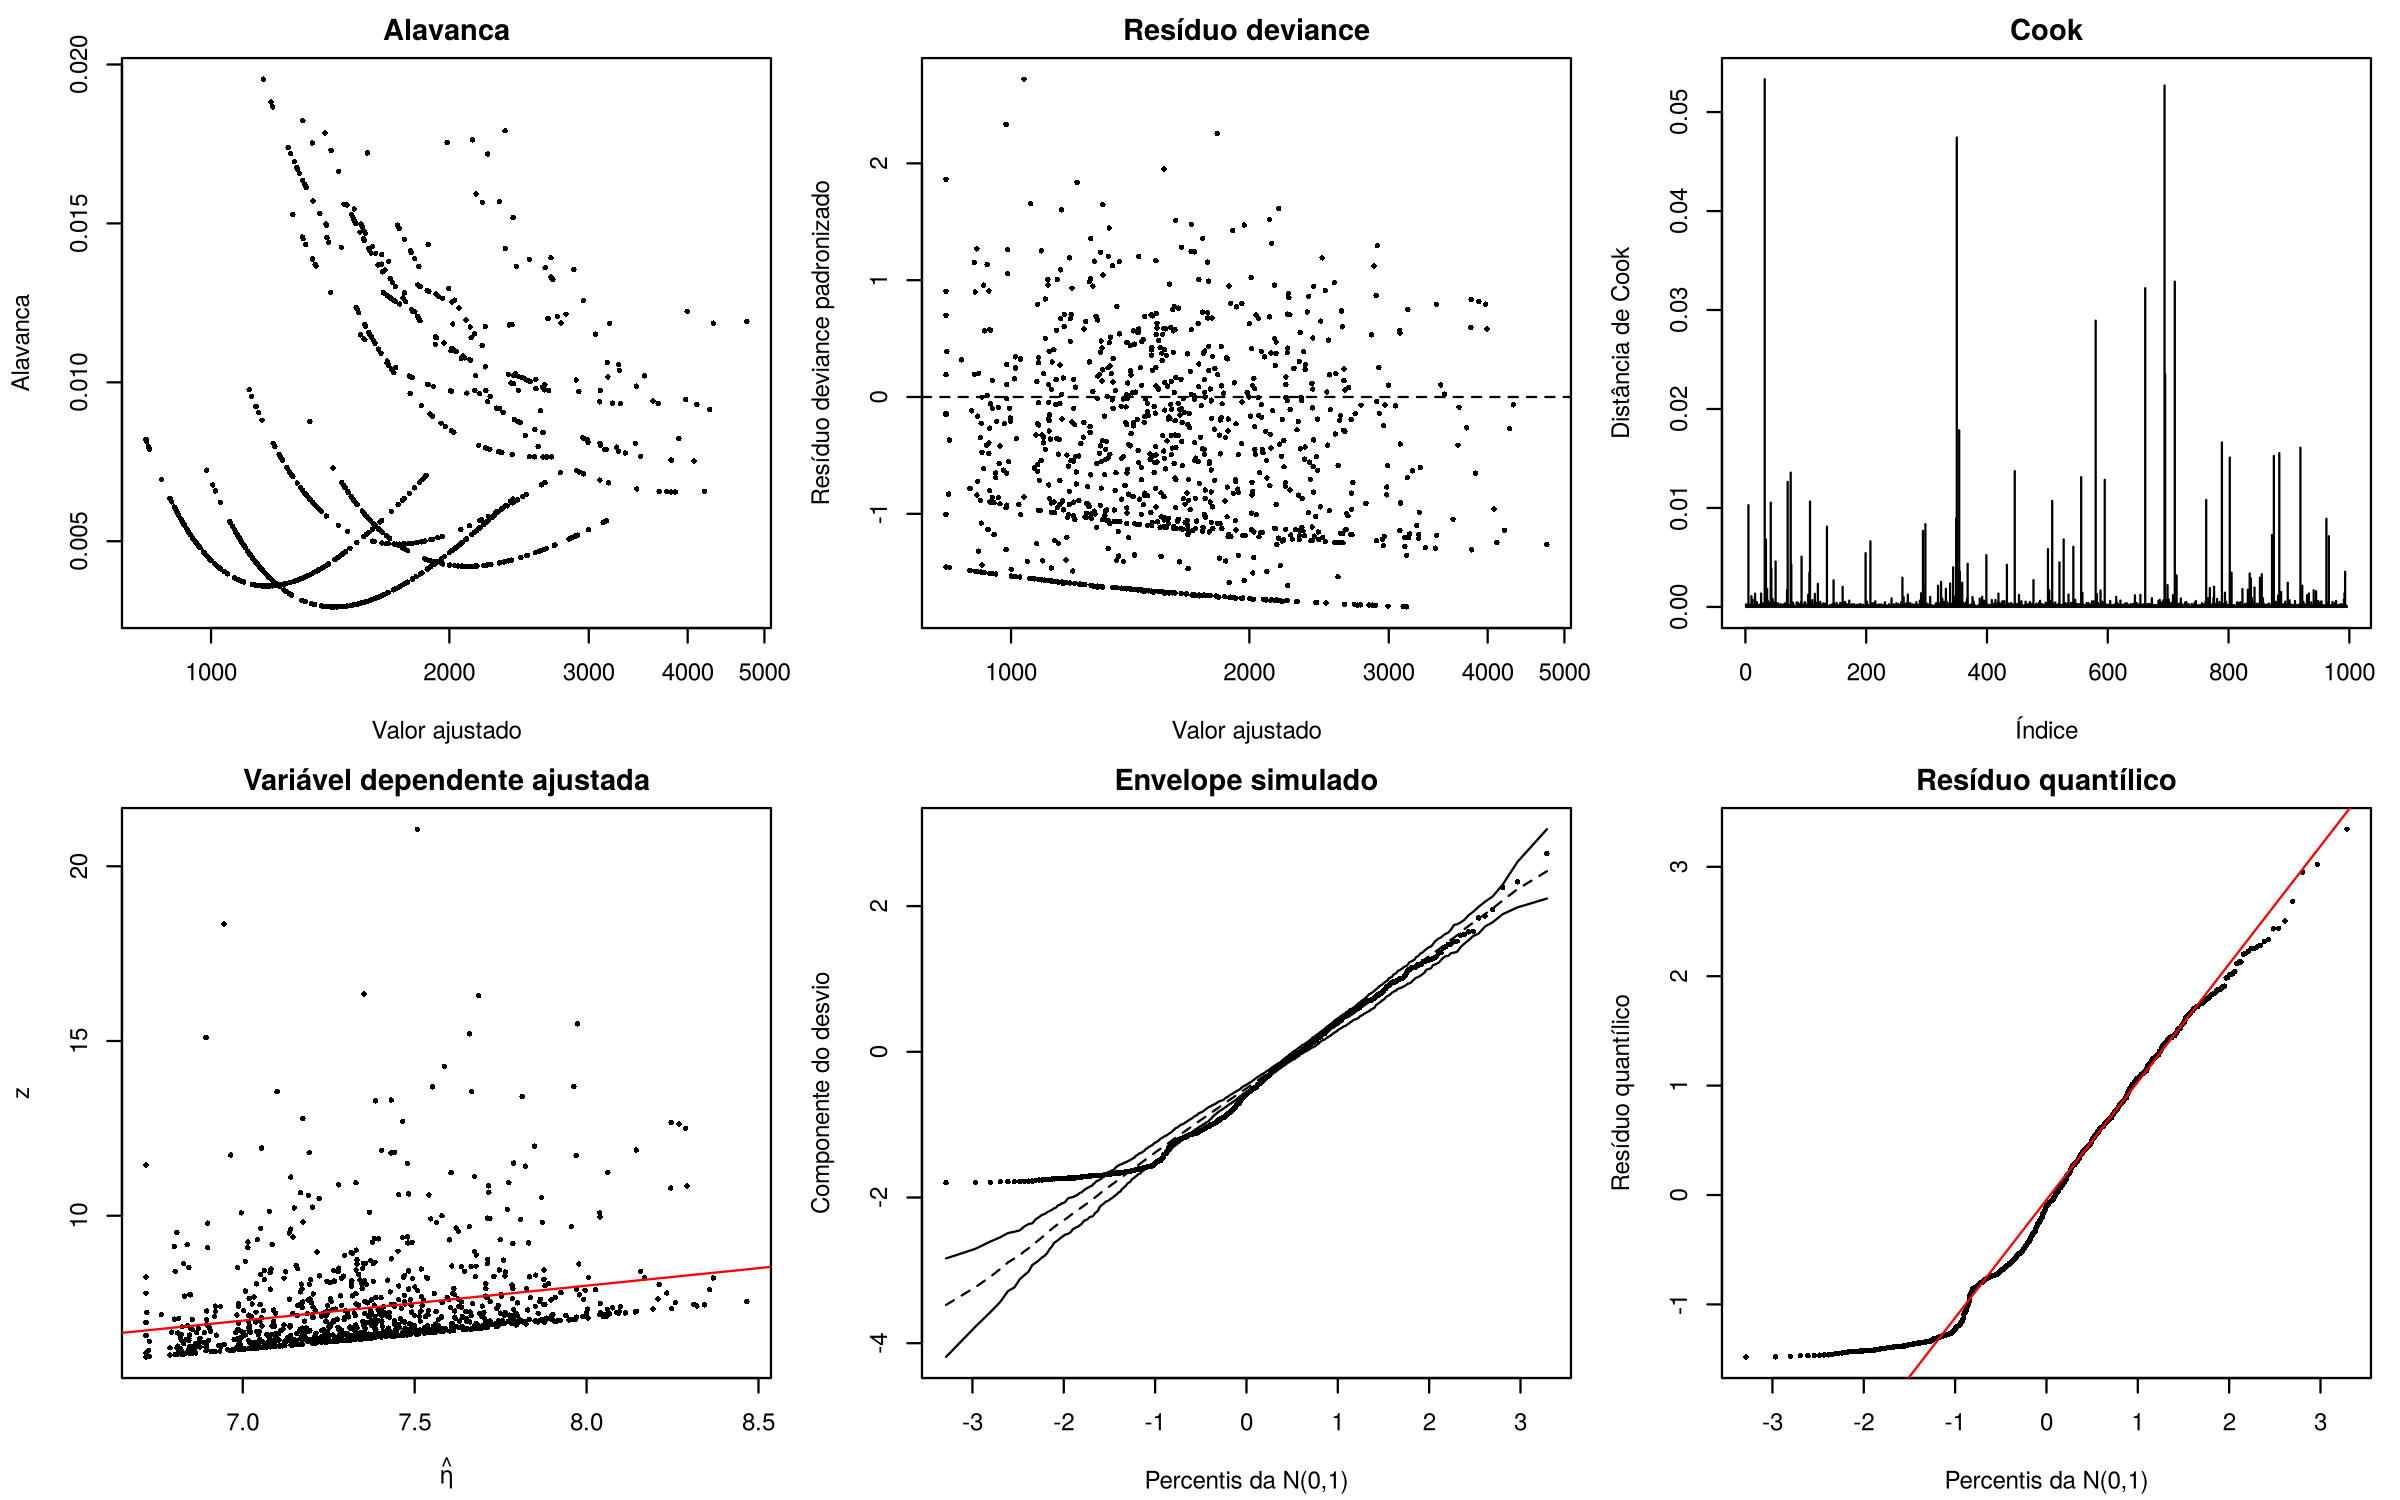 Alavanca
Alavanca
0.005 0.010 0.015 0.020
1000 2000 3000 4000 5000
Valor ajustado
Resíduo deviance
Resíduo deviance padronizado
-1 0 1 2
1000 2000 3000 4000 5000
Valor ajustado
Cook
Distância de Cook
0.00 0.01 0.02 0.03 0.04 0.05
0 200 400 600 800 1000
Índice
Variável dependente ajustada
z
10 15 20
7.0 7.5 8.0 8.5
η̂
Envelope simulado
Componente do desvio
-4 -2 0 2
-3 -2 -1 0 1 2 3
Percentis da N(0,1)
Resíduo quantílico
Resíduo quantílico
-1 0 1 2 3
-3 -2 -1 0 1 2 3
Percentis da N(0,1)